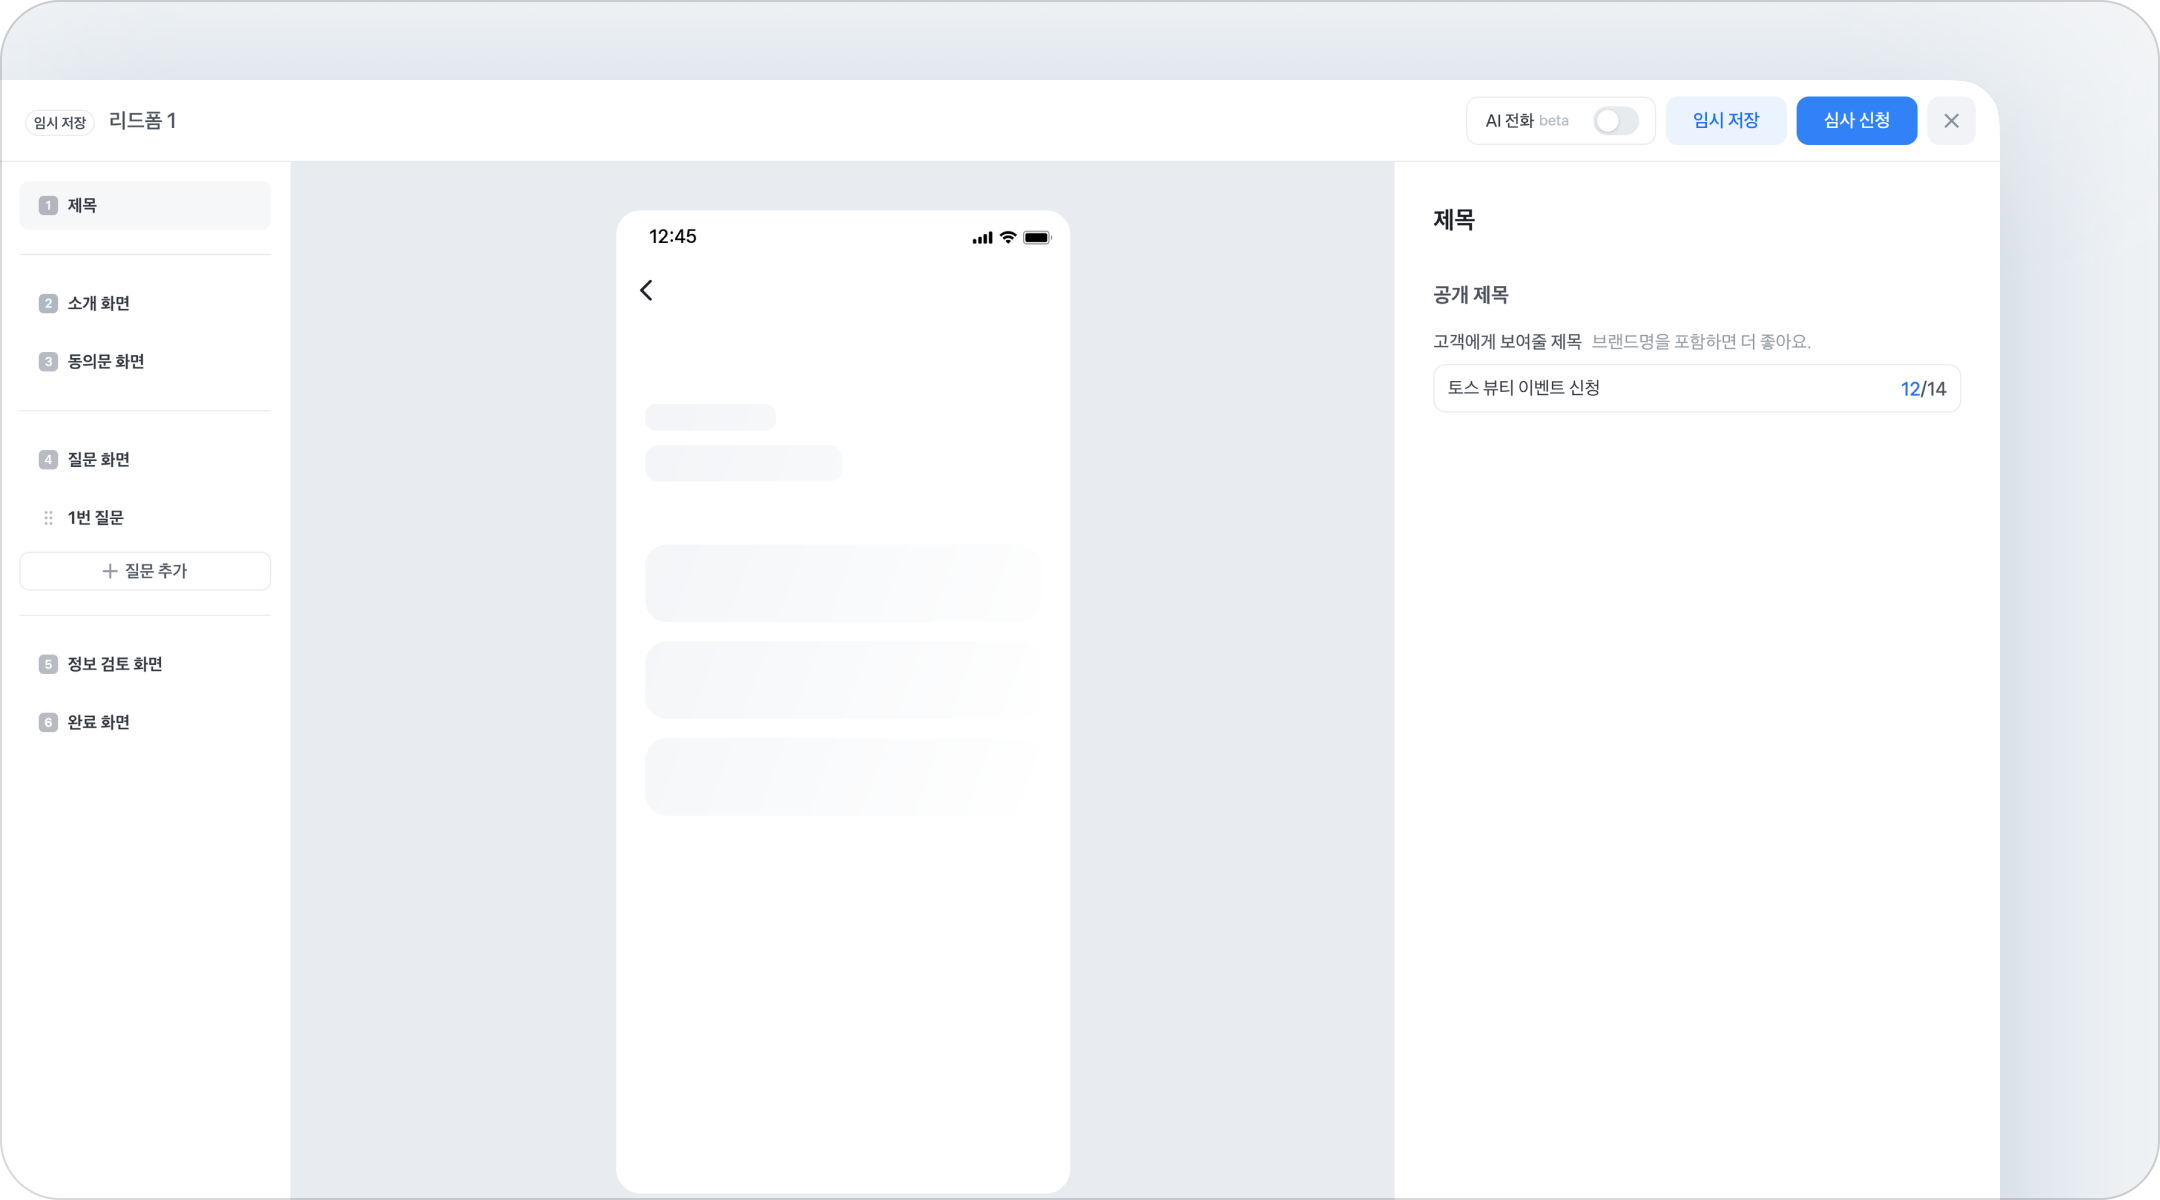 임시 저장 리드폼 1
AI 전화 beta
임시 저장
심사 신청
1 제목
2 소개 화면
3 동의문 화면
4 질문 화면
1번 질문
+ 질문 추가
5 정보 검토 화면
6 완료 화면
12:45
제목
공개 제목
고객에게 보여줄 제목 브랜드명을 포함하면 더 좋아요.
토스 뷰티 이벤트 신청 12/14